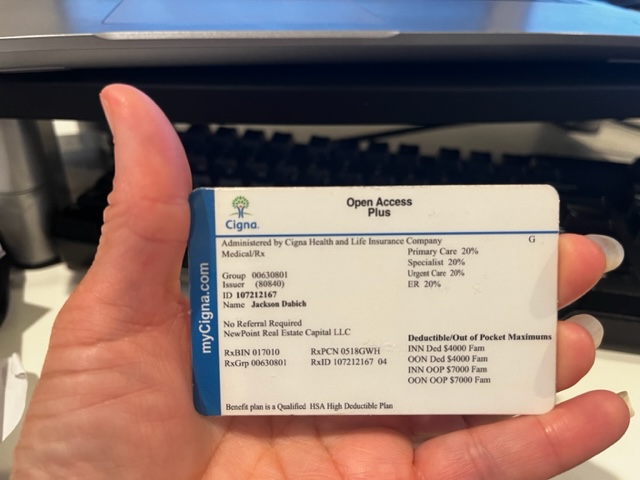 Open Access
Plus
Cigna.
myCigna.com
Administered by Cigna Health and Life Insurance Company
G
Medical/Rx
Primary Care 20%
Specialist 20%
Urgent Care 20%
ER 20%
Group 00630801
Issuer (80840)
ID 107212167
Name Jackson Dabich
No Referral Required
NewPoint Real Estate Capital LLC
RxBIN 017010 RxPCN 0518GWH
RxGrp 00630801 RxID 107212167 04
Deductible/Out of Pocket Maximums
INN Ded $4000 Fam
OON Ded $4000 Fam
INN OOP $7000 Fam
OON OOP $7000 Fam
Benefit plan is a Qualified HSA High Deductible Plan